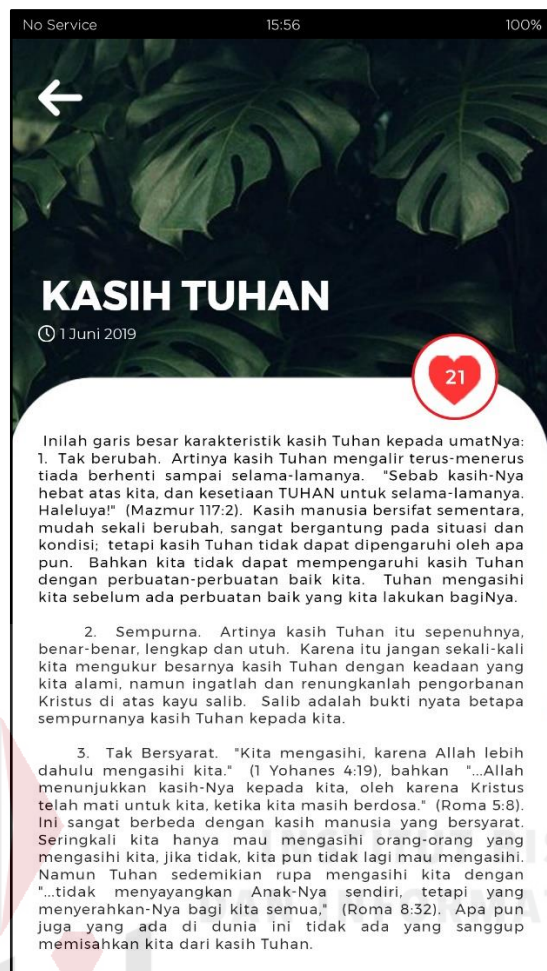 No Service 15:56 100%
KASIH TUHAN
1 Juni 2019
21
Inilah garis besar karakteristik kasih Tuhan kepada umatNya:
1. Tak berubah. Artinya kasih Tuhan mengalir terus-menerus
tiada berhenti sampai selama-lamanya. "Sebab kasih-Nya
hebat atas kita, dan kesetiaan TUHAN untuk selama-lamanya.
Haleluya!" (Mazmur 117:2). Kasih manusia bersifat sementara,
mudah sekali berubah, sangat bergantung pada situasi dan
kondisi; tetapi kasih Tuhan tidak dapat dipengaruhi oleh apa
pun. Bahkan kita tidak dapat mempengaruhi kasih Tuhan
dengan perbuatan-perbuatan baik kita. Tuhan mengasihi
kita sebelum ada perbuatan baik yang kita lakukan bagiNya.
2. Sempurna. Artinya kasih Tuhan itu sepenuhnya,
benar-benar, lengkap dan utuh. Karena itu jangan sekali-kali
kita mengukur besarnya kasih Tuhan dengan keadaan yang
kita alami, namun ingatlah dan renungkanlah pengorbanan
Kristus di atas kayu salib. Salib adalah bukti nyata betapa
sempurnanya kasih Tuhan kepada kita.
3. Tak Bersyarat. "Kita mengasihi, karena Allah lebih
dahulu mengasihi kita." (1 Yohanes 4:19), bahkan "...Allah
menunjukkan kasih-Nya kepada kita, oleh karena Kristus
telah mati untuk kita, ketika kita masih berdosa." (Roma 5:8).
Ini sangat berbeda dengan kasih manusia yang bersyarat.
Seringkali kita hanya mau mengasihi orang-orang yang
mengasihi kita, jika tidak, kita pun tidak lagi mau mengasihi.
Namun Tuhan sedemikian rupa mengasihi kita dengan
"...tidak menyayangkan Anak-Nya sendiri, tetapi yang
menyerahkan-Nya bagi kita semua," (Roma 8:32). Apa pun
juga yang ada di dunia ini tidak ada yang sanggup
memisahkan kita dari kasih Tuhan.